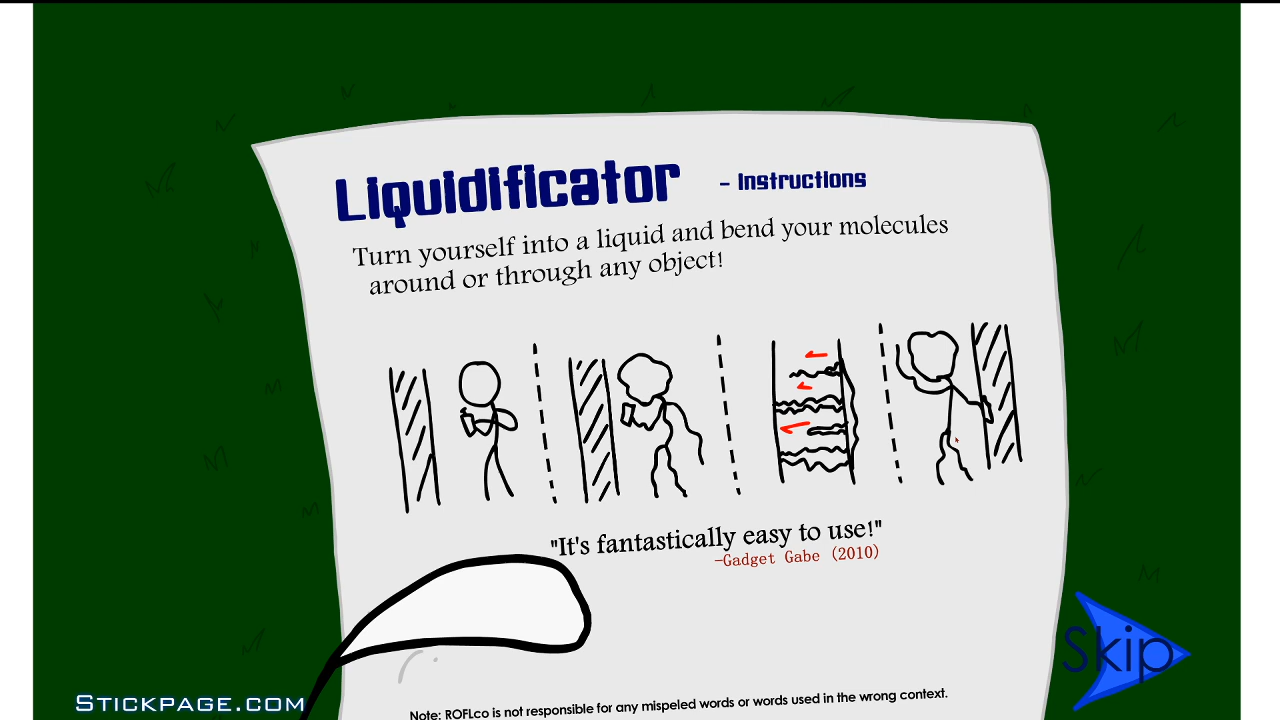 Liquidificator - Instructions
Turn yourself into a liquid and bend your molecules
around or through any object!
"It's fantastically easy to use!"
-Gadget Gabe (2010)
Skip
Stickpage.com
Note: ROFLco is not responsible for any mispeled words or words used in the wrong context.